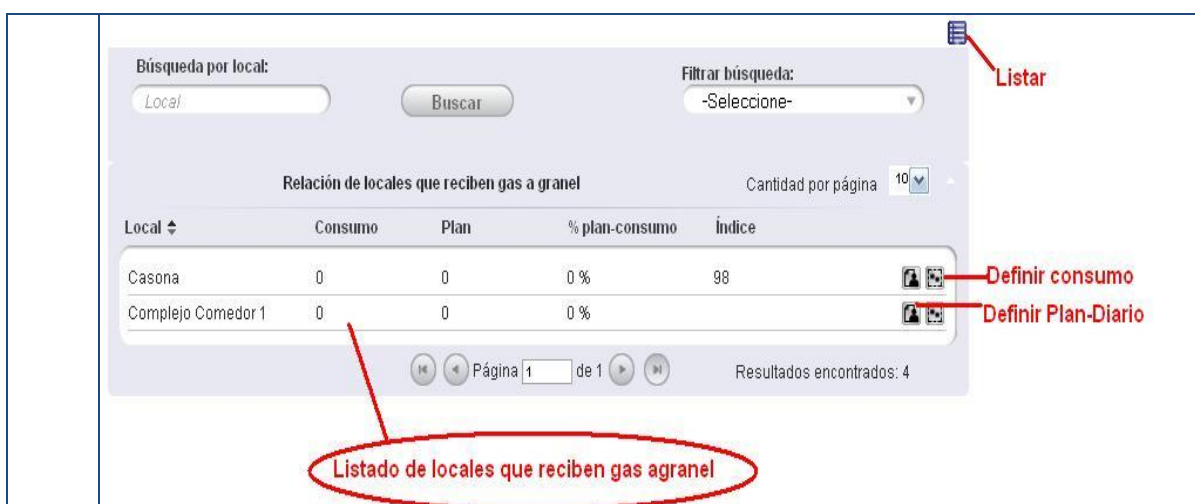 Listar
Búsqueda por local:
Filtrar búsqueda:
Local
Buscar
-Seleccione-
Relación de locales que reciben gas a granel
Cantidad por página 10
Local Consumo Plan % plan-consumo Índice
Casona 0 0 0 % 98
Definir consumo
Complejo Comedor 1 0 0 0 %
Definir Plan-Diario
Página 1 de 1
Resultados encontrados: 4
Listado de locales que reciben gas agranel